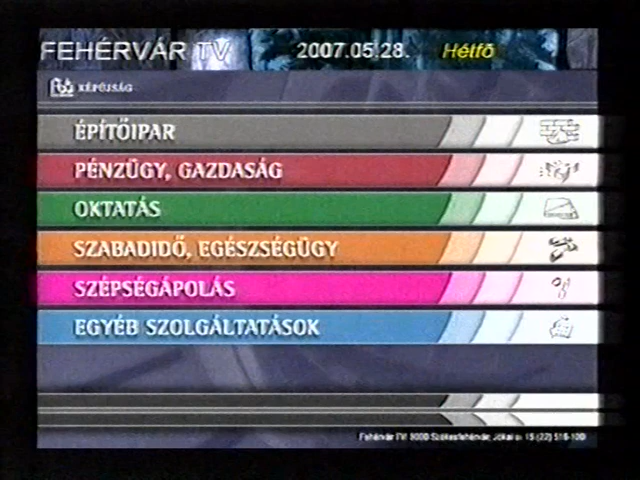 FEHÉRVÁR TV 2007.05.28. Hétfő
KÉPÚJSÁG
ÉPÍTŐIPAR
PÉNZÜGY, GAZDASÁG
OKTATÁS
SZABADIDŐ, EGÉSZSÉGÜGY
SZÉPSÉGÁPOLÁS
EGYÉB SZOLGÁLTATÁSOK
Fehérvár TV 8000 Székesfehérvár, Jókai u. 15 (22) 516-100